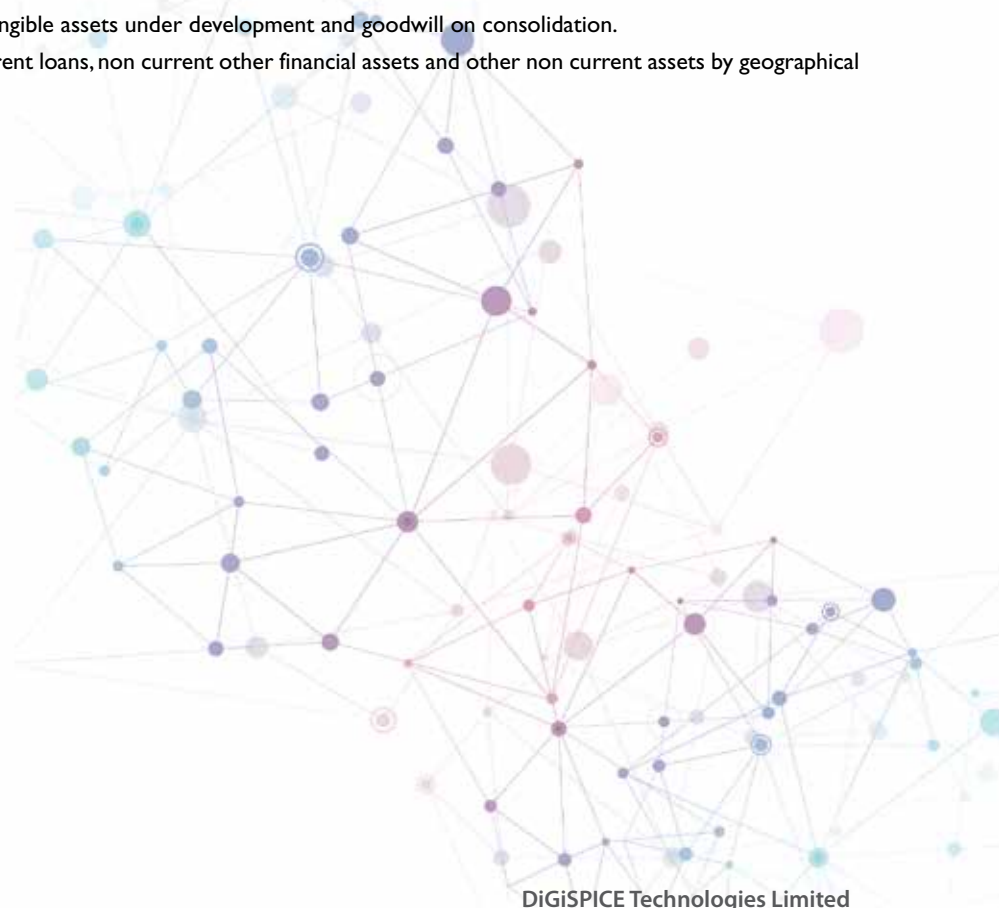 ngible assets under development and goodwill on consolidation.
rent loans, non current other financial assets and other non current assets by geographical
DiGiSPICE Technologies Limited